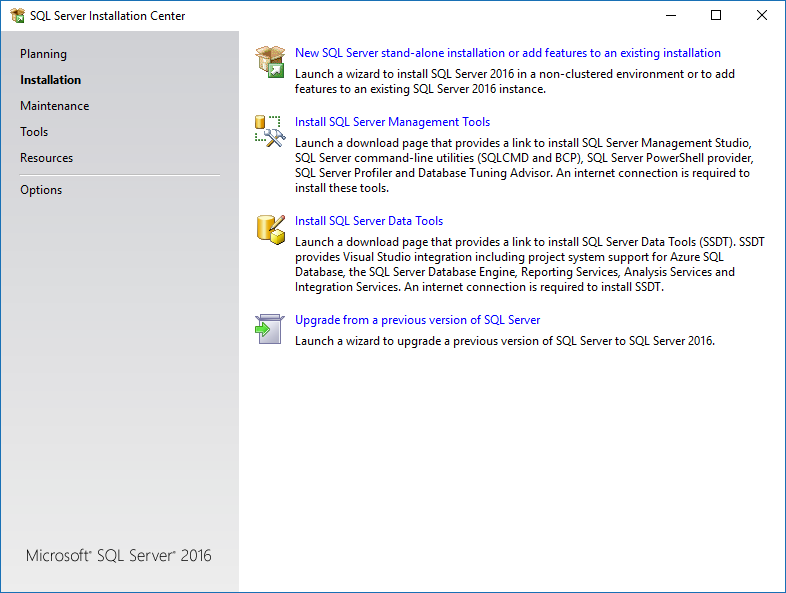 SQL Server Installation Center
Planning
Installation
Maintenance
Tools
Resources
Options
Microsoft® SQL Server® 2016
New SQL Server stand-alone installation or add features to an existing installation
Launch a wizard to install SQL Server 2016 in a non-clustered environment or to add
features to an existing SQL Server 2016 instance.
Install SQL Server Management Tools
Launch a download page that provides a link to install SQL Server Management Studio,
SQL Server command-line utilities (SQLCMD and BCP), SQL Server PowerShell provider,
SQL Server Profiler and Database Tuning Advisor. An internet connection is required to
install these tools.
Install SQL Server Data Tools
Launch a download page that provides a link to install SQL Server Data Tools (SSDT). SSDT
provides Visual Studio integration including project system support for Azure SQL
Database, the SQL Server Database Engine, Reporting Services, Analysis Services and
Integration Services. An internet connection is required to install SSDT.
Upgrade from a previous version of SQL Server
Launch a wizard to upgrade a previous version of SQL Server to SQL Server 2016.